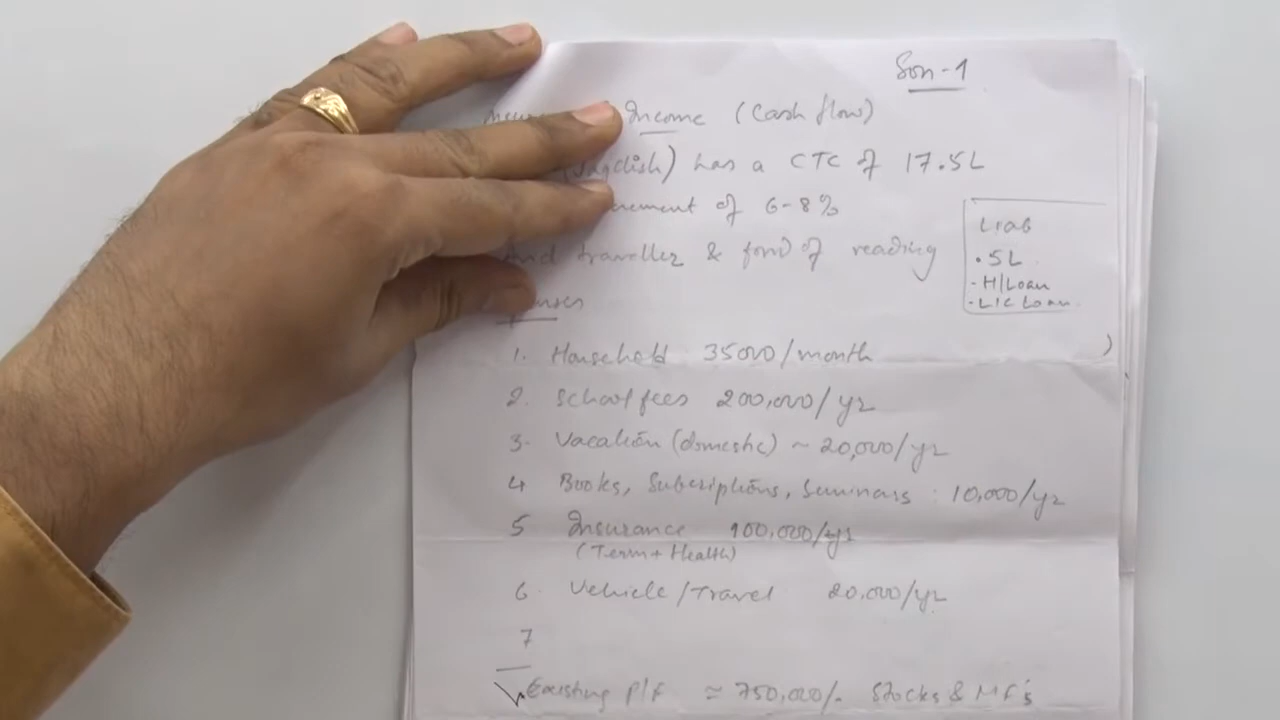 Son-1
Income (Cash flow)
(Jagdish) has a CTC of 17.5L
of 6-8%
traveller & fond of reading
Liab
• 5L
- H/Loan
- LIC Loan
1. Household 35000/month
2. School fees 200,000/yr
3. Vacation (domestic) ~ 20,000/yr
4 Books, Subscriptions, Seminars : 10,000/yr
5 Insurance 100,000/yr
(Term + Health)
6. Vehicle/Travel 20,000/yr
7
Existing P/F ≈ 750,000/- Stocks & MF's